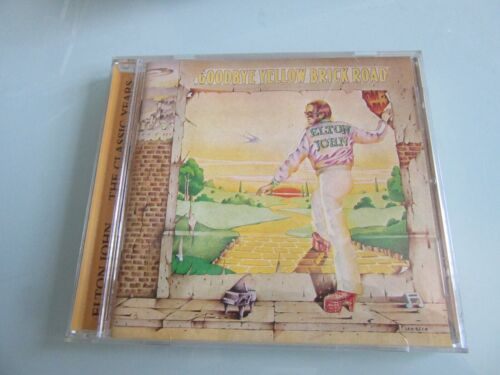 GOODBYE YELLOW BRICK ROAD
ELTON
JOHN
ELTON JOHN THE CLASSIC YEARS